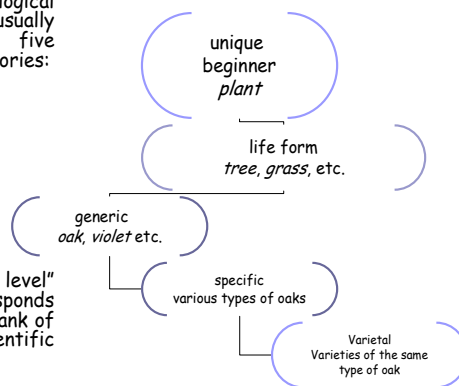 ological
usually
five
ories:
unique
beginner
plant
life form
tree, grass, etc.
generic
oak, violet etc.
level”
sponds
ank of
entific
specific
various types of oaks
Varietal
Varieties of the same
type of oak